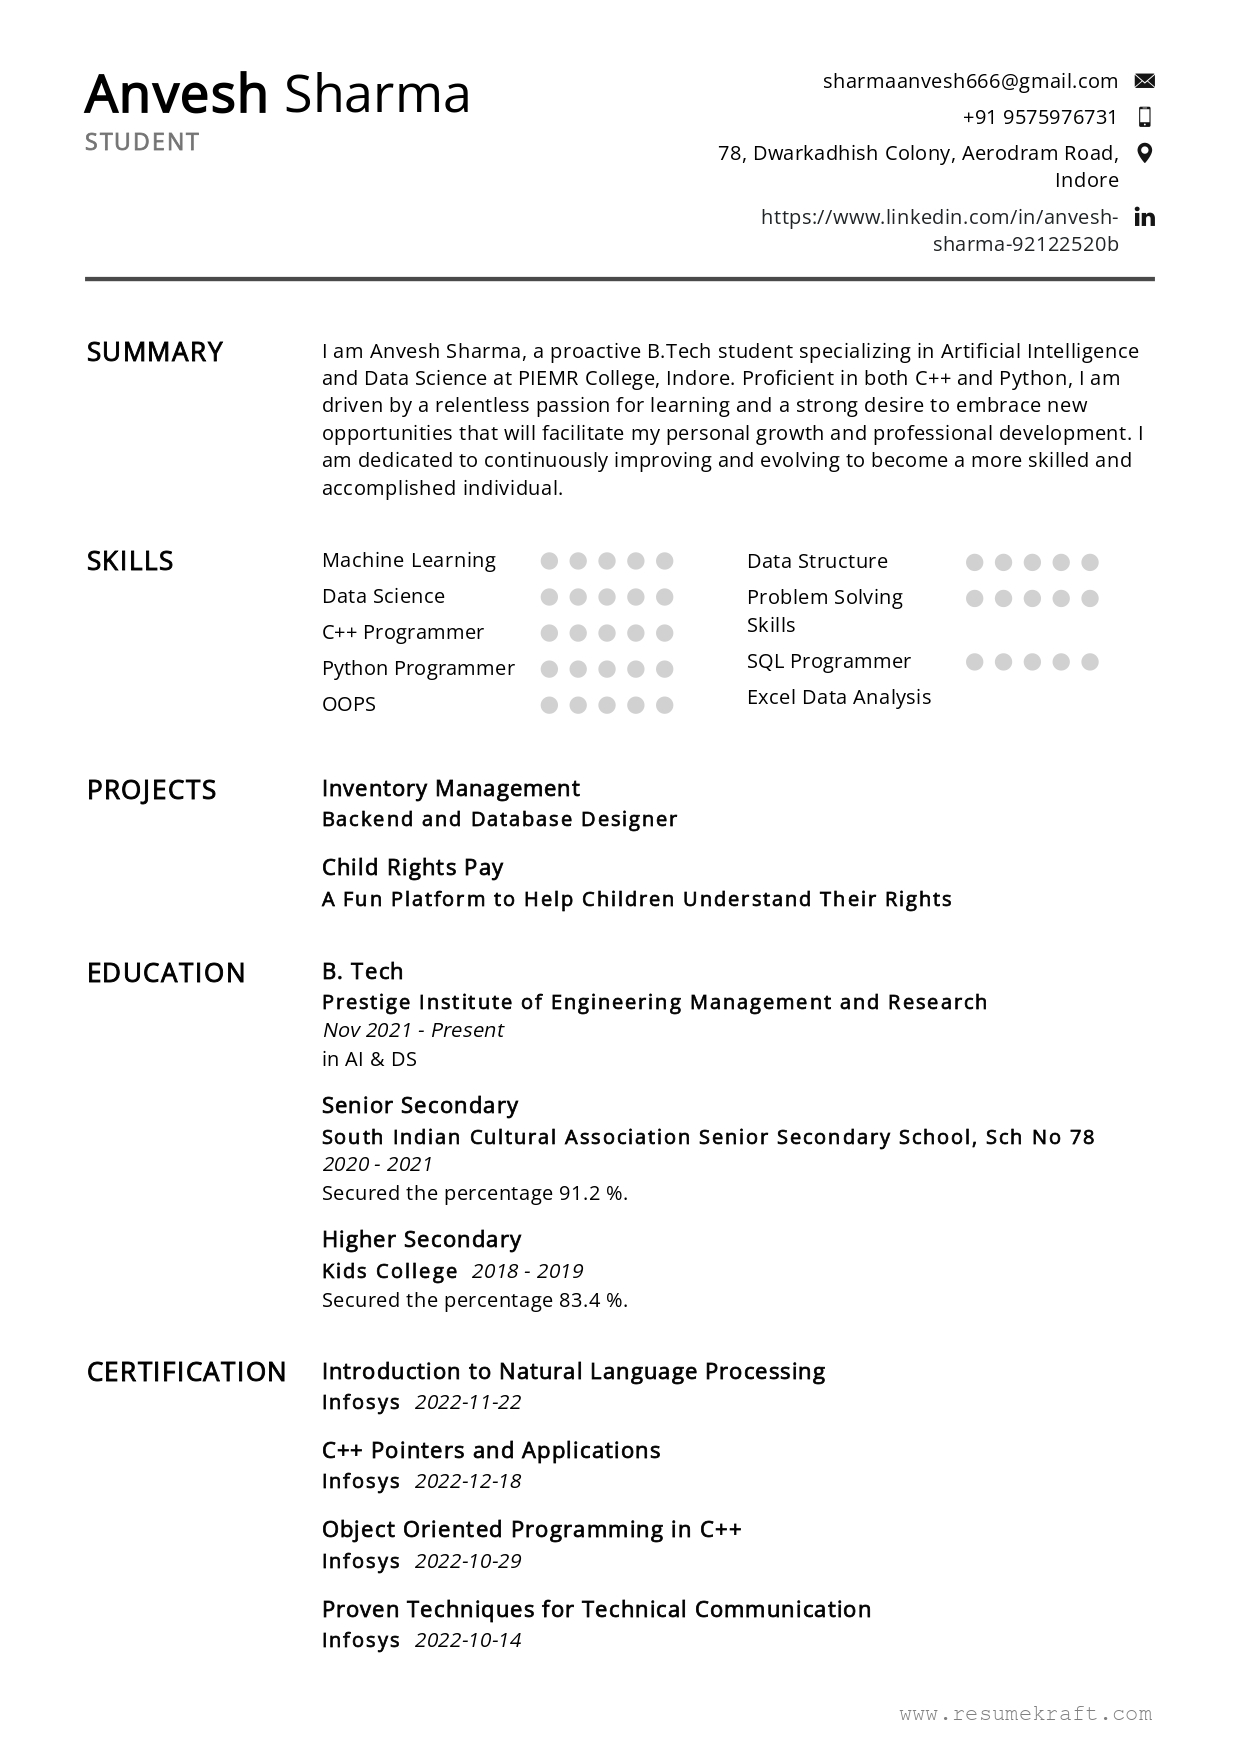 Anvesh Sharma
STUDENT
sharmaanvesh666@gmail.com
+91 9575976731
78, Dwarkadhish Colony, Aerodram Road,
Indore
https://www.linkedin.com/in/anvesh-
sharma-92122520b
SUMMARY
I am Anvesh Sharma, a proactive B.Tech student specializing in Artificial Intelligence
and Data Science at PIEMR College, Indore. Proficient in both C++ and Python, I am
driven by a relentless passion for learning and a strong desire to embrace new
opportunities that will facilitate my personal growth and professional development. I
am dedicated to continuously improving and evolving to become a more skilled and
accomplished individual.
SKILLS
Machine Learning
Data Science
C++ Programmer
Python Programmer
OOPS
Data Structure
Problem Solving
Skills
SQL Programmer
Excel Data Analysis
PROJECTS
Inventory Management
Backend and Database Designer
Child Rights Pay
A Fun Platform to Help Children Understand Their Rights
EDUCATION
B. Tech
Prestige Institute of Engineering Management and Research
Nov 2021 - Present
in AI & DS
Senior Secondary
South Indian Cultural Association Senior Secondary School, Sch No 78
2020 - 2021
Secured the percentage 91.2 %.
Higher Secondary
Kids College 2018 - 2019
Secured the percentage 83.4 %.
CERTIFICATION
Introduction to Natural Language Processing
Infosys 2022-11-22
C++ Pointers and Applications
Infosys 2022-12-18
Object Oriented Programming in C++
Infosys 2022-10-29
Proven Techniques for Technical Communication
Infosys 2022-10-14
www.resumekraft.com